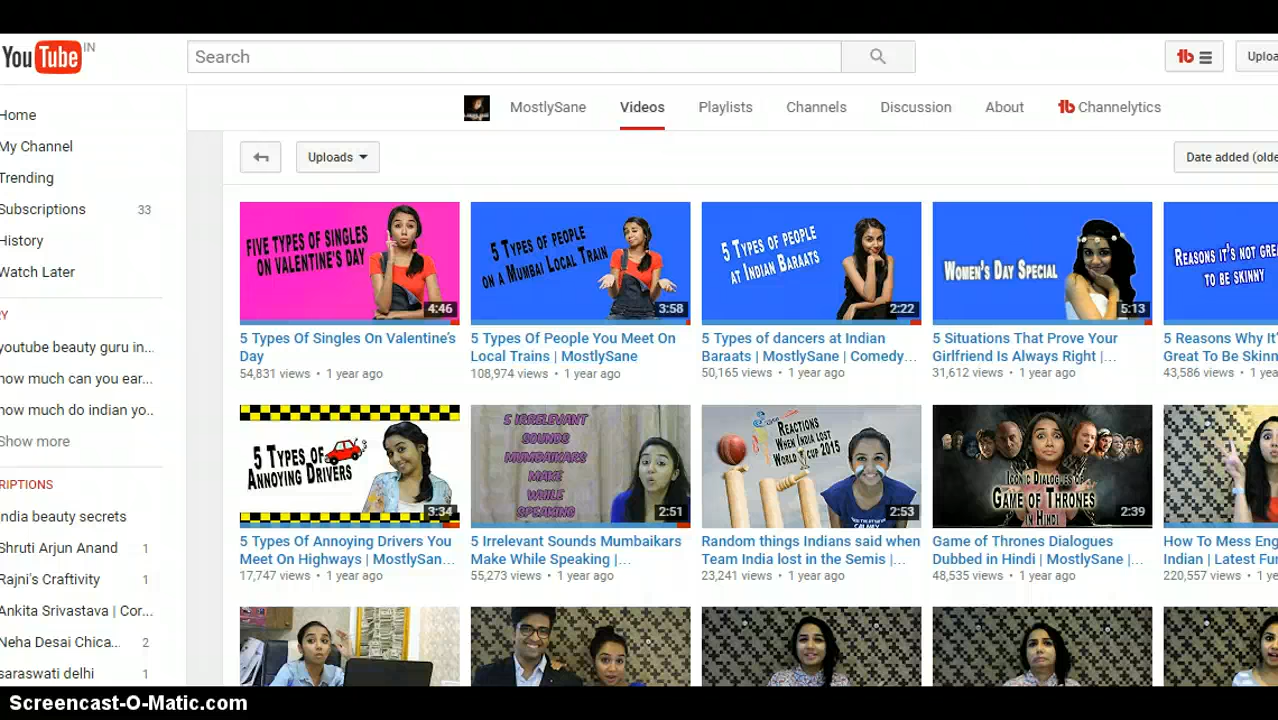 YouTube IN
Search
Uploa
MostlySane
Videos
Playlists
Channels
Discussion
About
Channelytics
Home
My Channel
Trending
Subscriptions 33
History
Watch Later
RY
youtube beauty guru in...
how much can you ear...
how much do indian yo..
Show more
RIPTIONS
india beauty secrets
Shruti Arjun Anand 1
Rajni's Craftivity 1
Ankita Srivastava | Cor...
Neha Desai Chica... 2
saraswati delhi 1
Uploads
Date added (olde
FIVE TYPES OF SINGLES
ON VALENTINE'S DAY
4:46
5 Types Of Singles On Valentine's
Day
54,831 views • 1 year ago
5 TYPES OF PEOPLE
ON A MUMBAI LOCAL TRAIN
3:58
5 Types Of People You Meet On
Local Trains | MostlySane
108,974 views • 1 year ago
5 TYPES OF PEOPLE
AT INDIAN BARAATS
2:22
5 Types of dancers at Indian
Baraats | MostlySane | Comedy...
50,165 views • 1 year ago
WOMEN'S DAY SPECIAL
5:13
5 Situations That Prove Your
Girlfriend Is Always Right |...
31,612 views • 1 year ago
REASONS IT'S NOT GREA
TO BE SKINNY
5 Reasons Why It'
Great To Be Skinn
43,586 views • 1 yea
5 TYPES OF
ANNOYING DRIVERS
3:34
5 Types Of Annoying Drivers You
Meet On Highways | MostlySan...
17,747 views • 1 year ago
5 IRRELEVANT
SOUNDS
MUMBAIKARS
MAKE
WHILE
SPEAKING
2:51
5 Irrelevant Sounds Mumbaikars
Make While Speaking |...
55,273 views • 1 year ago
REACTIONS
WHEN INDIA LOST
WORLD CUP 2015
2:53
Random things Indians said when
Team India lost in the Semis |...
23,241 views • 1 year ago
ICONIC DIALOGUES OF
GAME OF THRONES
IN HINDI
2:39
Game of Thrones Dialogues
Dubbed in Hindi | MostlySane |...
48,535 views • 1 year ago
How To Mess Eng
Indian | Latest Fu
220,557 views • 1 ye
Screencast-O-Matic.com